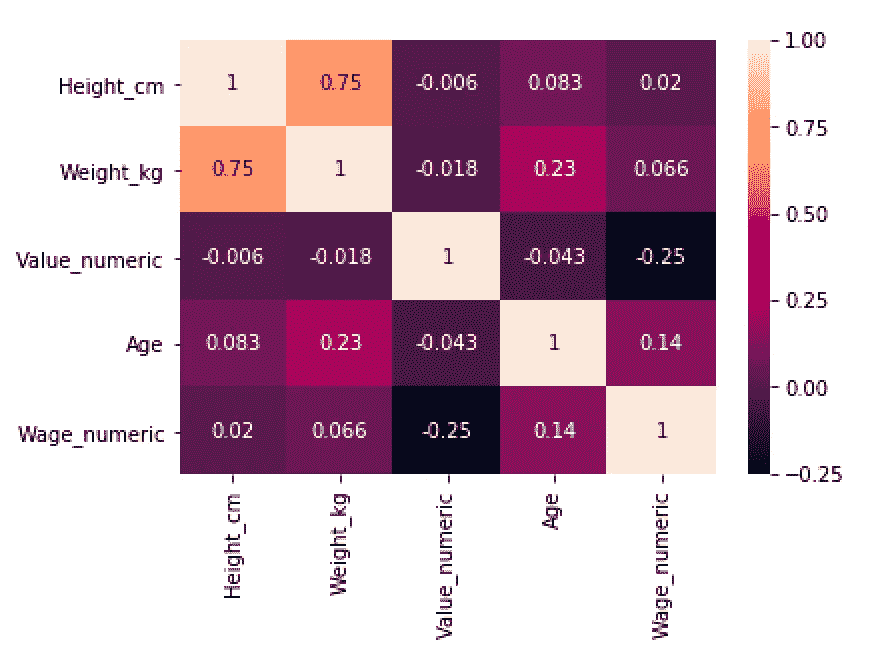 1.00
Height_cm 1 0.75 -0.006 0.083 0.02
0.75
Weight_kg 0.75 1 -0.018 0.23 0.066
0.50
Value_numeric -0.006 -0.018 1 -0.043 -0.25
0.25
Age 0.083 0.23 -0.043 1 0.14
0.00
Wage_numeric 0.02 0.066 -0.25 0.14 1
−0.25
Height_cm
Weight_kg
Value_numeric
Age
Wage_numeric